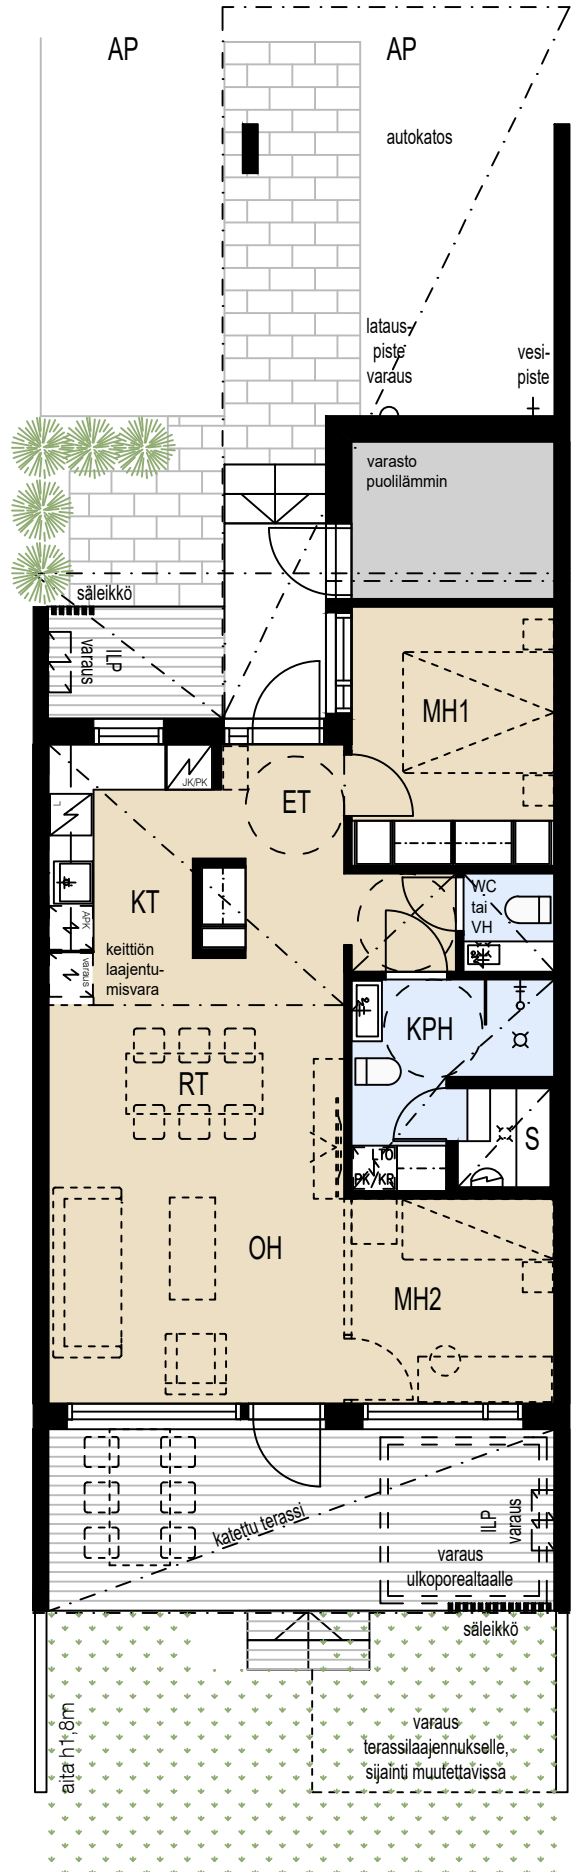 AP
AP
autokatos
lataus-
piste
varaus
vesi-
piste
varasto
puolilämmin
säleikkö
ILP
varaus
MH1
JK/PK
ET
L
KT
WC
tai
VH
APK
keittiön
laajentu-
misvara
varaus
KPH
RT
S
LTO
PK/KR
OH
MH2
katettu terassi
ILP
varaus
varaus
ulkoporealtaalle
säleikkö
aita h1,8m
varaus
terassilaajennukselle,
sijainti muutettavissa